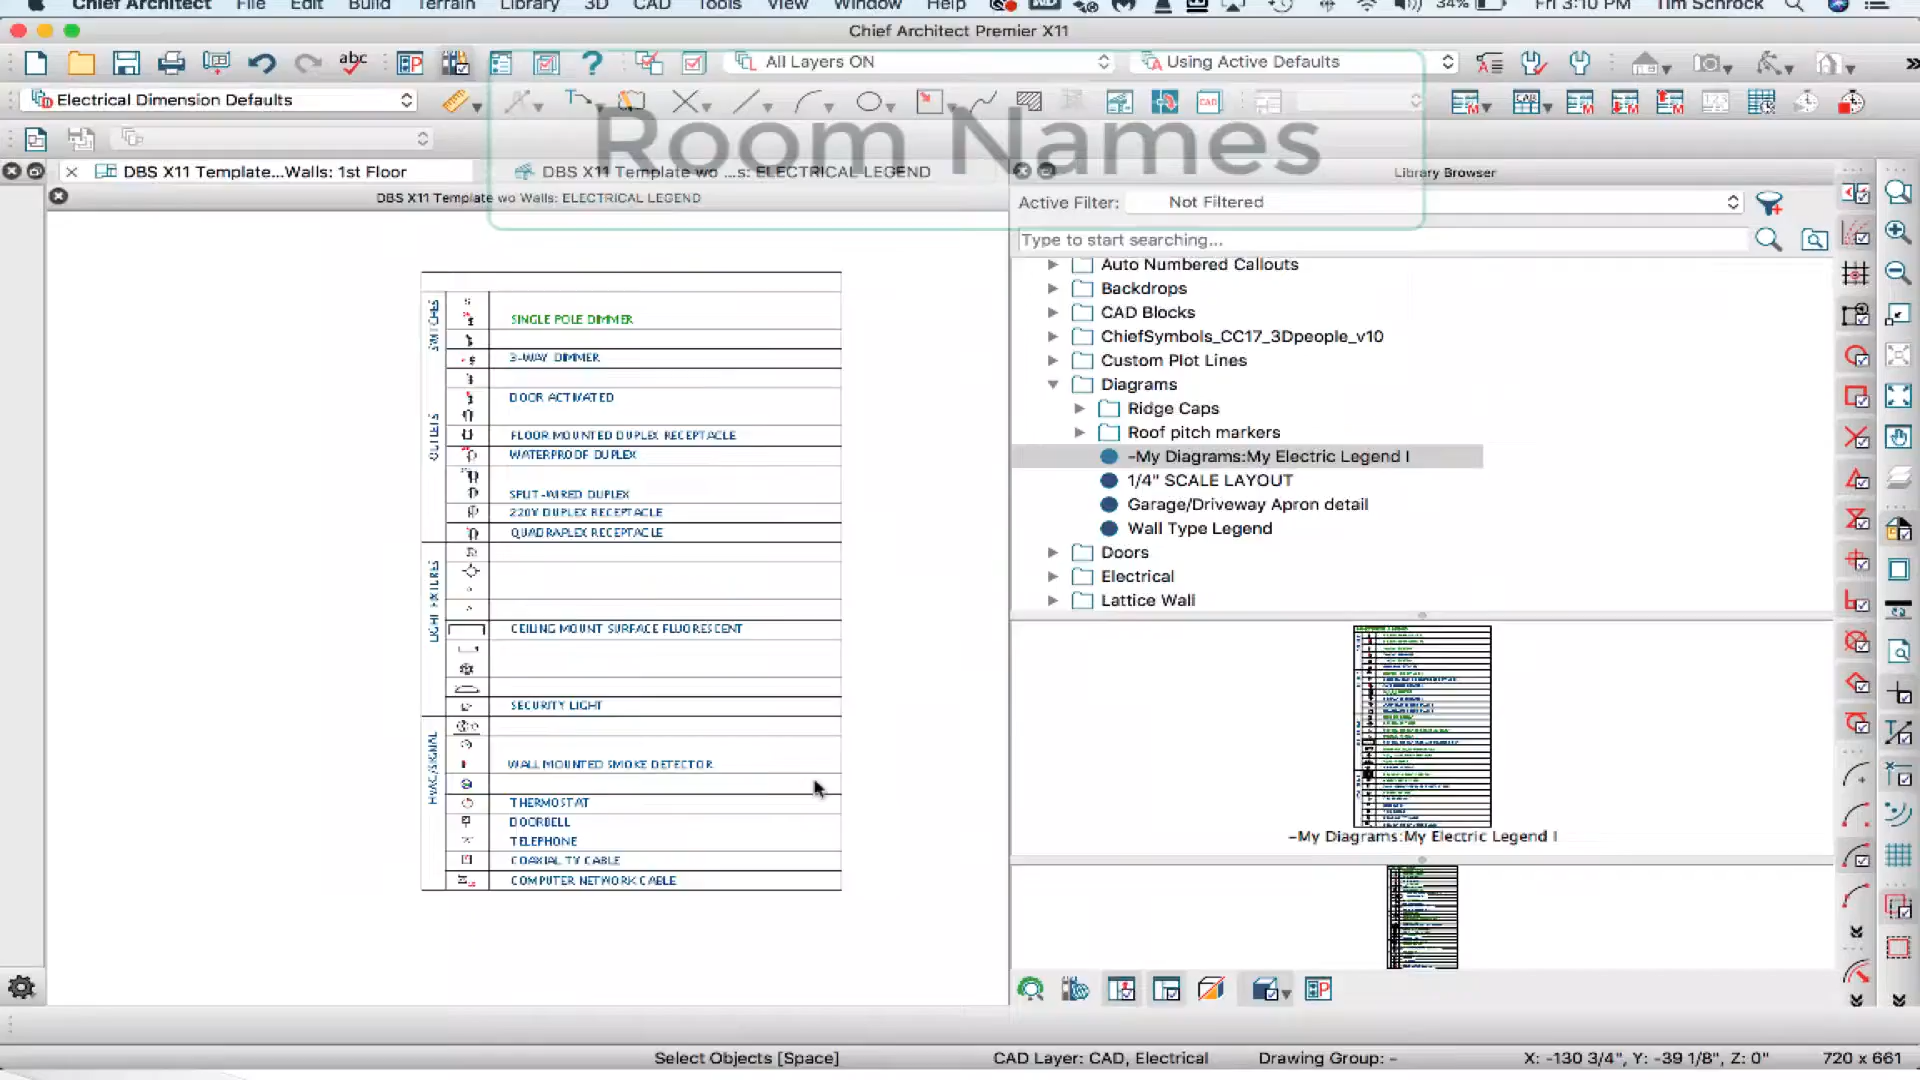 Chief Architect File Edit Build Terrain Library 3D CAD Tools View Window Help 34% Fri 3:10 PM Tim Schrock
Chief Architect Premier X11
abc All Layers ON Using Active Defaults
Electrical Dimension Defaults
Room Names
DBS X11 Template...Walls: 1st Floor DBS X11 Template wo ...s: ELECTRICAL LEGEND
DBS X11 Template wo Walls: ELECTRICAL LEGEND
Library Browser
Active Filter: Not Filtered
Type to start searching...
Auto Numbered Callouts
Backdrops
CAD Blocks
ChiefSymbols_CC17_3Dpeople_v10
Custom Plot Lines
Diagrams
Ridge Caps
Roof pitch markers
-My Diagrams:My Electric Legend I
1/4" SCALE LAYOUT
Garage/Driveway Apron detail
Wall Type Legend
Doors
Electrical
Lattice Wall
-My Diagrams:My Electric Legend I
SWITCHES
SINGLE POLE DIMMER
3-WAY DIMMER
DOOR ACTIVATED
OUTLETS
FLOOR MOUNTED DUPLEX RECEPTACLE
WATERPROOF DUPLEX
SPLIT-WIRED DUPLEX
220V DUPLEX RECEPTACLE
QUADRAPLEX RECEPTACLE
LIGHT FIXTURES
CEILING MOUNT SURFACE FLUORESCENT
SECURITY LIGHT
HVAC/SIGNAL
WALL MOUNTED SMOKE DETECTOR
THERMOSTAT
DOORBELL
TELEPHONE
COAXIAL TV CABLE
COMPUTER NETWORK CABLE
Select Objects [Space] CAD Layer: CAD, Electrical Drawing Group: - X: -130 3/4", Y: -39 1/8", Z: 0" 720 x 661